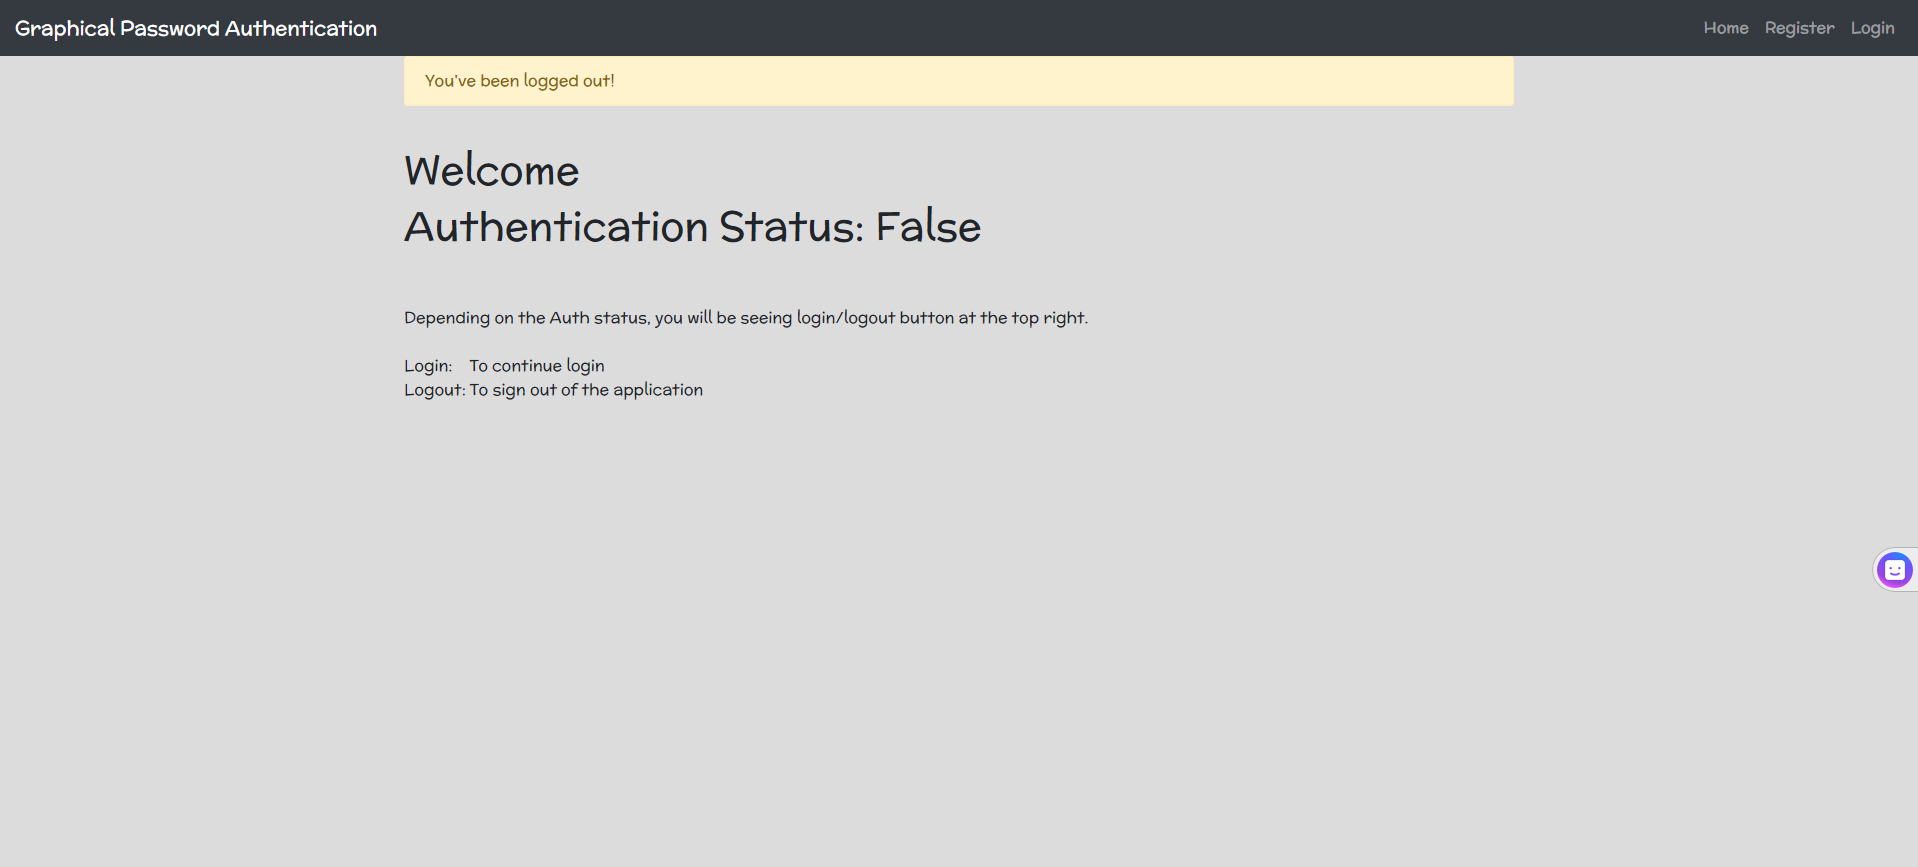 Graphical Password Authentication
Home Register Login
You've been logged out!
Welcome
Authentication Status: False
Depending on the Auth status, you will be seeing login/logout button at the top right.
Login: To continue login
Logout: To sign out of the application